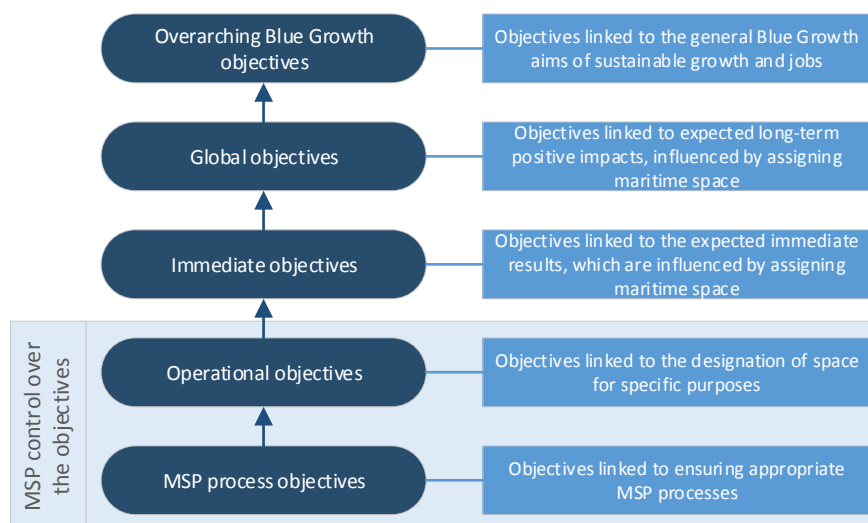 Overarching Blue Growth
objectives
Objectives linked to the general Blue Growth
aims of sustainable growth and jobs
Global objectives
Objectives linked to expected long-term
positive impacts, influenced by assigning
maritime space
Immediate objectives
Objectives linked to the expected immediate
results, which are influenced by assigning
maritime space
MSP control over
the objectives
Operational objectives
Objectives linked to the designation of space
for specific purposes
MSP process objectives
Objectives linked to ensuring appropriate
MSP processes